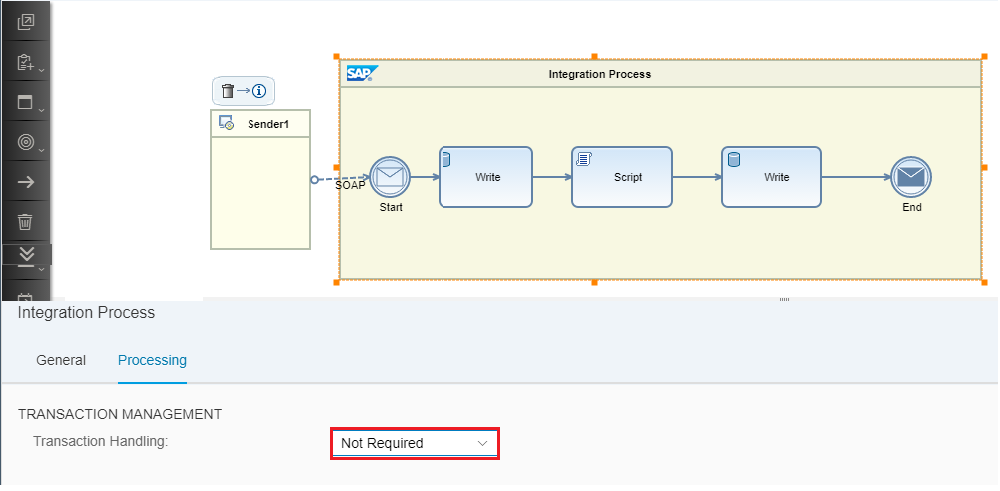 SAP
Integration Process
Sender1
SOAP
Start
Write
Script
Write
End
Integration Process
General
Processing
TRANSACTION MANAGEMENT
Transaction Handling:
Not Required